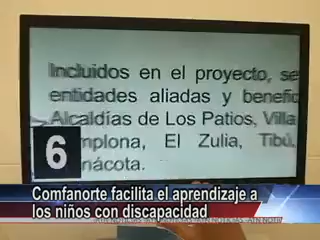 Incluidos en el proyecto, se
entidades aliadas y benefic
Alcaldías de Los Patios, Villa
mplona, El Zulia, Tibú,
nácota.
6
Comfanorte facilita el aprendizaje a
los niños con discapacidad